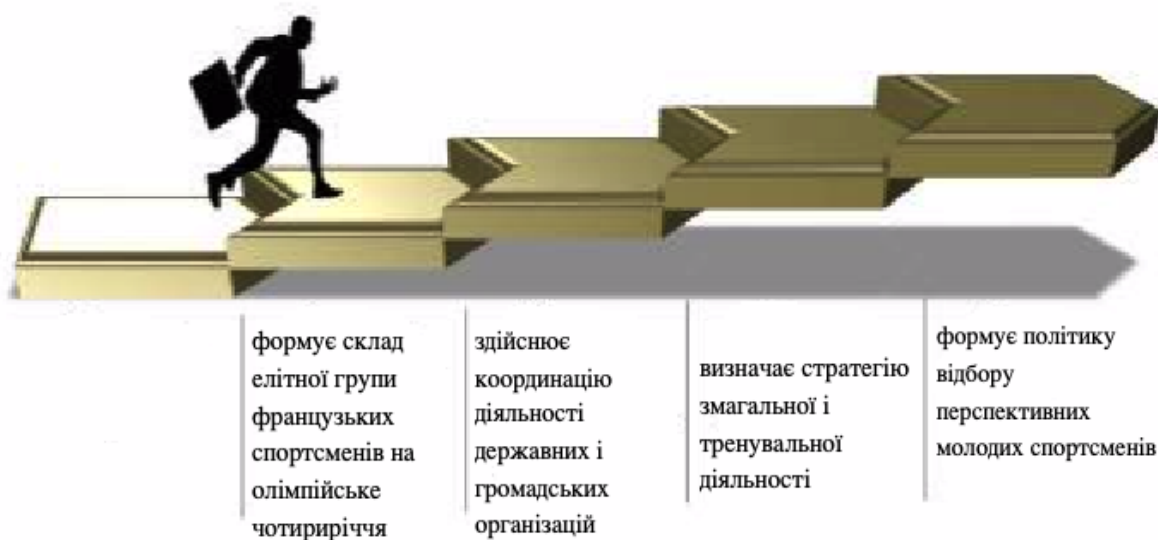 формує склад
елітної групи
французьких
спортсменів на
олімпійське
чотириріччя
здійснює
координацію
діяльності
державних і
громадських
організацій
визначає стратегію
змагальної і
тренувальної
діяльності
формує політику
відбору
перспективних
молодих спортсменів